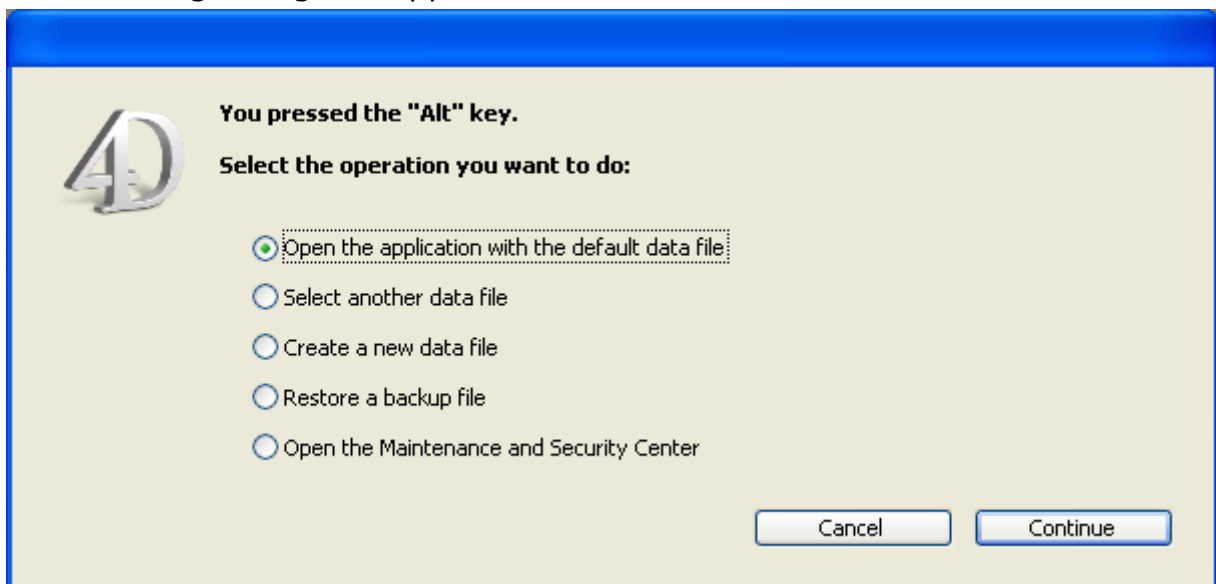 You pressed the "Alt" key.
4D
Select the operation you want to do:
Open the application with the default data file
Select another data file
Create a new data file
Restore a backup file
Open the Maintenance and Security Center
Cancel Continue